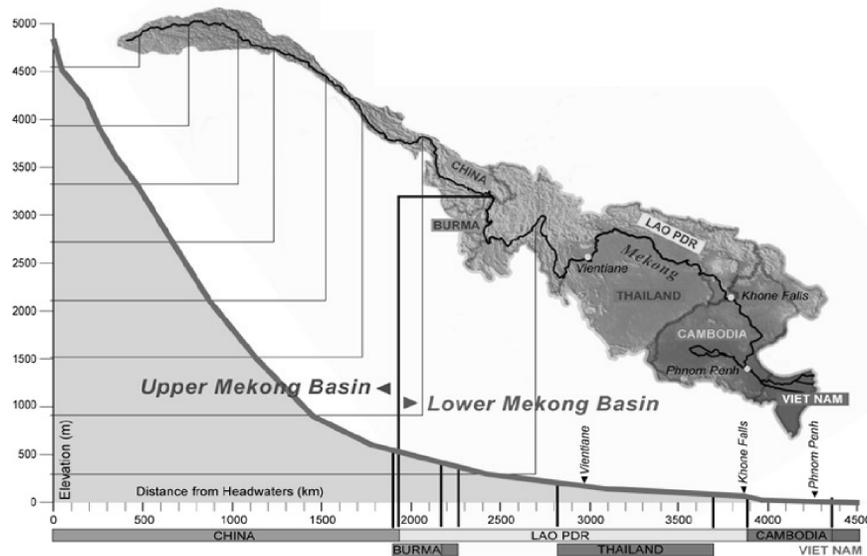 5000
4500
4000
3500
3000
2500
2000
1500
1000
500
0
Elevation (m)
CHINA
BURMA
LAO PDR
Mekong
Vientiane
THAILAND
Khone Falls
CAMBODIA
Phnom Penh
VIET NAM
Upper Mekong Basin
Lower Mekong Basin
Vientiane
Khone Falls
Phnom Penh
Distance from Headwaters (km)
0 500 1000 1500 2000 2500 3000 3500 4000 4500
CHINA LAO PDR CAMBODIA
BURMA THAILAND VIET NAM